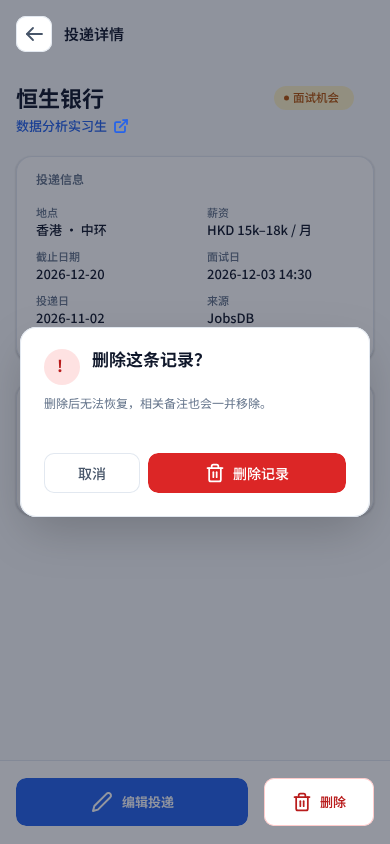 投递详情
恒生银行
面试机会
数据分析实习生
投递信息
地点
薪资
香港 · 中环
HKD 15k–18k / 月
截止日期
面试日
2026-12-20
2026-12-03 14:30
投递日
来源
2026-11-02
JobsDB
!
删除这条记录？
删除后无法恢复，相关备注也会一并移除。
取消
删除记录
编辑投递
删除